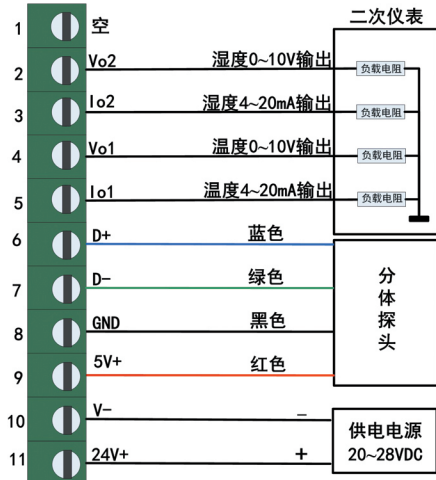 二次仪表
1 空
2 Vo2 湿度0~10V输出 负载电阻
3 Io2 湿度4~20mA输出 负载电阻
4 Vo1 温度0~10V输出 负载电阻
5 Io1 温度4~20mA输出 负载电阻
6 D+ 蓝色
7 D- 绿色
8 GND 黑色
9 5V+ 红色
分
体
探
头
10 V- −
11 24V+ +
供电电源
20~28VDC